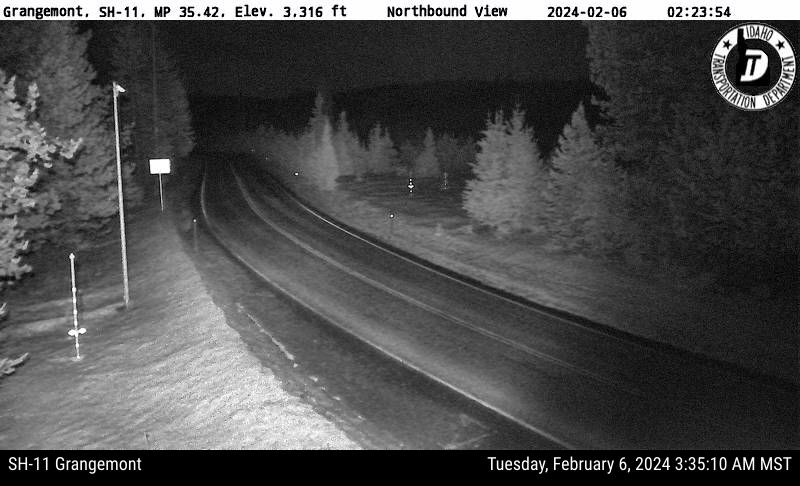 Grangemont, SH-11, MP 35.42, Elev. 3,316 ft Northbound View 2024-02-06 02:23:54
IDAHO
TRANSPORTATION DEPARTMENT
SH-11 Grangemont Tuesday, February 6, 2024 3:35:10 AM MST